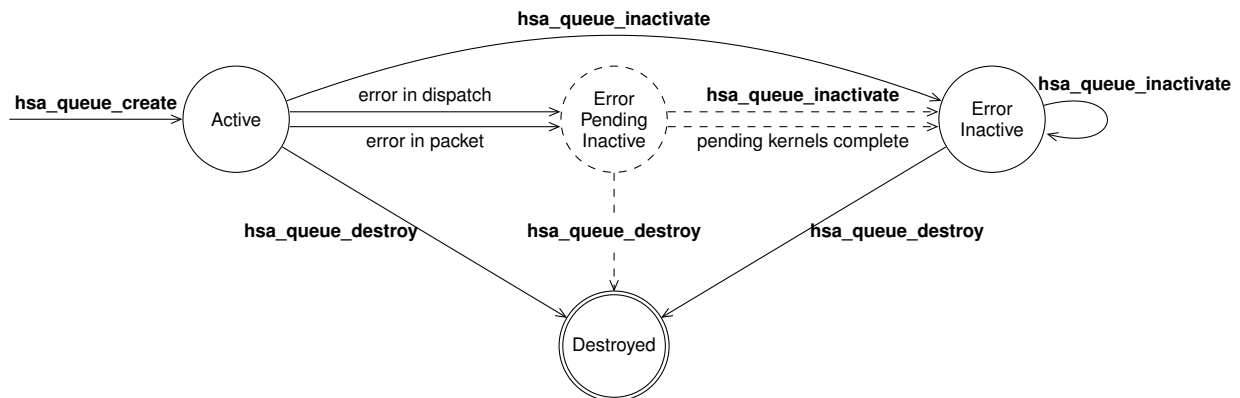 hsa_queue_inactivate
hsa_queue_create
Active
error in dispatch
error in packet
Error
Pending
Inactive
hsa_queue_inactivate
pending kernels complete
Error
Inactive
hsa_queue_inactivate
hsa_queue_destroy
hsa_queue_destroy
hsa_queue_destroy
Destroyed